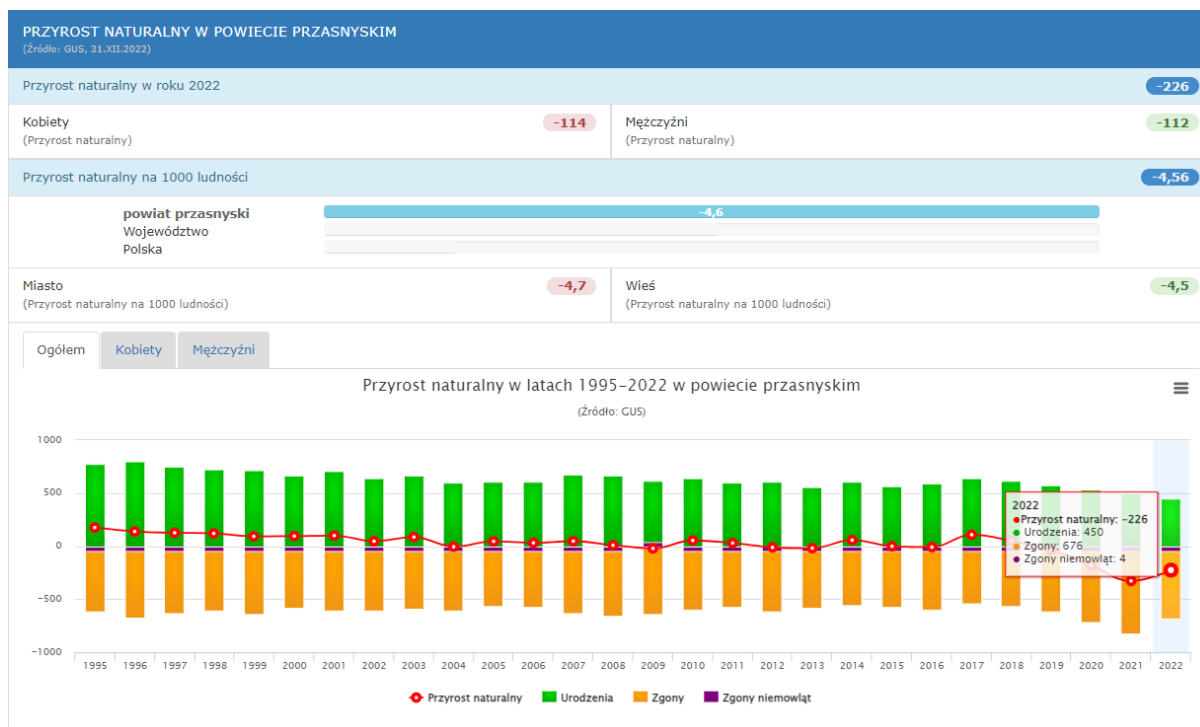 PRZYROST NATURALNY W POWIECIE PRZASNYSKIM
(Źródło: GUS, 31.XII.2022)
Przyrost naturalny w roku 2022 -226
Kobiety -114 Mężczyźni -112
(Przyrost naturalny) (Przyrost naturalny)
Przyrost naturalny na 1000 ludności -4,56
powiat przasnyski -4,6
Województwo
Polska
Miasto -4,7 Wieś -4,5
(Przyrost naturalny na 1000 ludności) (Przyrost naturalny na 1000 ludności)
Ogółem Kobiety Mężczyźni
Przyrost naturalny w latach 1995-2022 w powiecie przasnyskim
(Źródło: GUS)
1000
500
0
-500
-1000
2022
Przyrost naturalny: -226
Urodzenia: 450
Zgony: 676
Zgony niemowląt: 4
1995 1996 1997 1998 1999 2000 2001 2002 2003 2004 2005 2006 2007 2008 2009 2010 2011 2012 2013 2014 2015 2016 2017 2018 2019 2020 2021 2022
Przyrost naturalny Urodzenia Zgony Zgony niemowląt